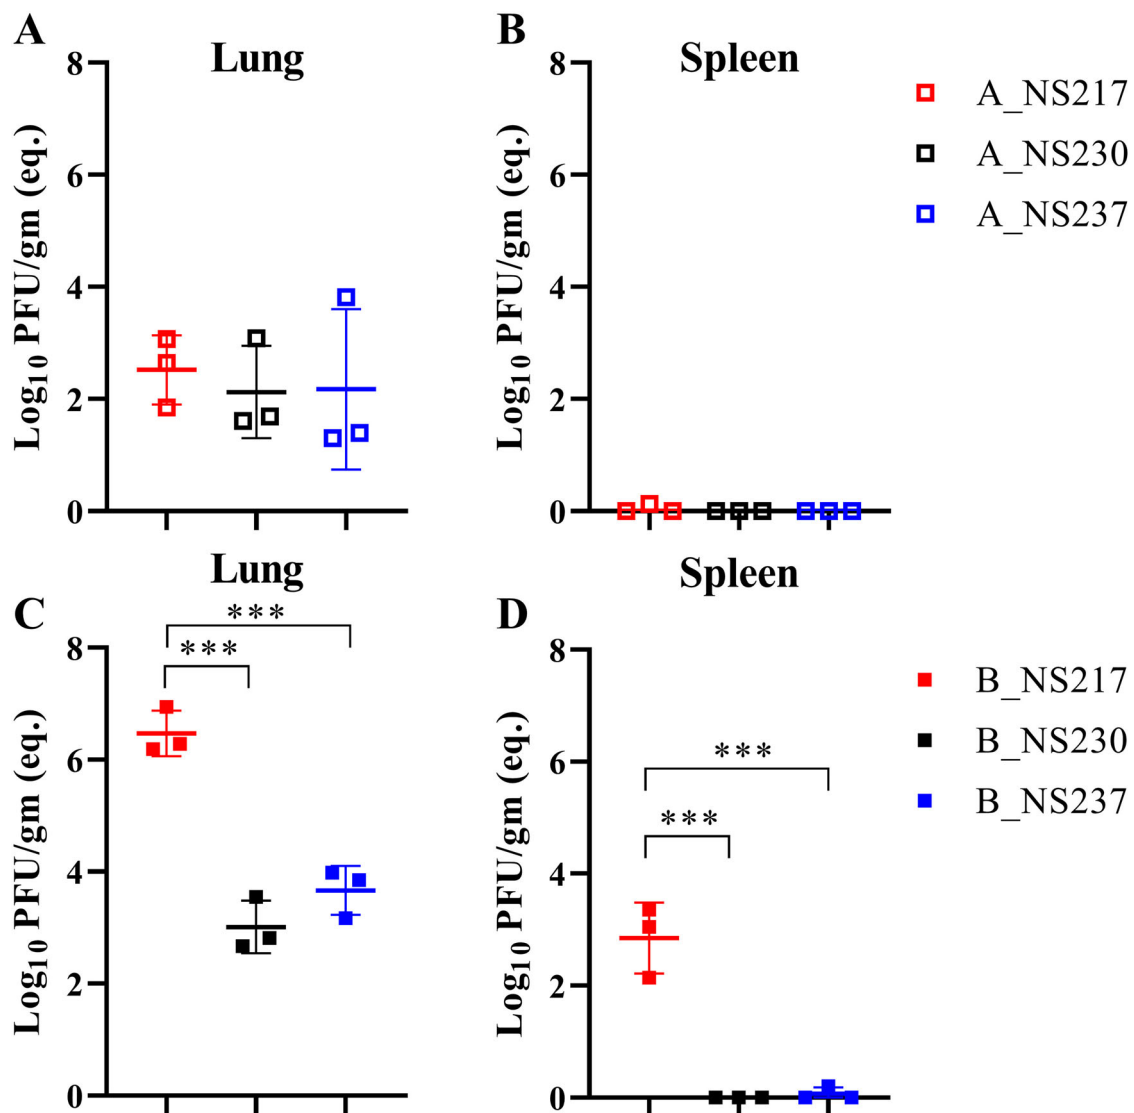 A
Lung
8
6
4
2
0
Log10 PFU/gm (eq.)
B
Spleen
8
6
4
2
0
Log10 PFU/gm (eq.)
A_NS217
A_NS230
A_NS237
C
Lung
***
***
8
6
4
2
0
Log10 PFU/gm (eq.)
D
Spleen
***
***
8
6
4
2
0
Log10 PFU/gm (eq.)
B_NS217
B_NS230
B_NS237